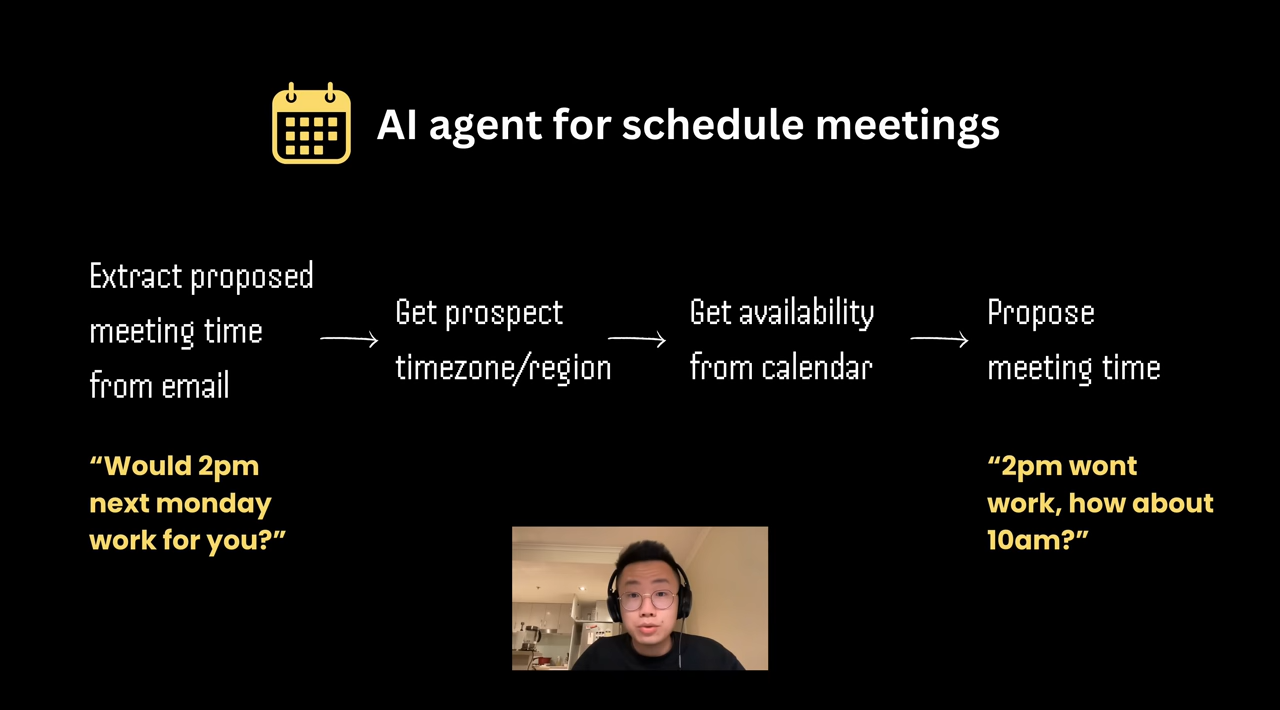 AI agent for schedule meetings
Extract proposed
meeting time
from email
Get prospect
timezone/region
Get availability
from calendar
Propose
meeting time
“Would 2pm
next monday
work for you?”
“2pm wont
work, how about
10am?”